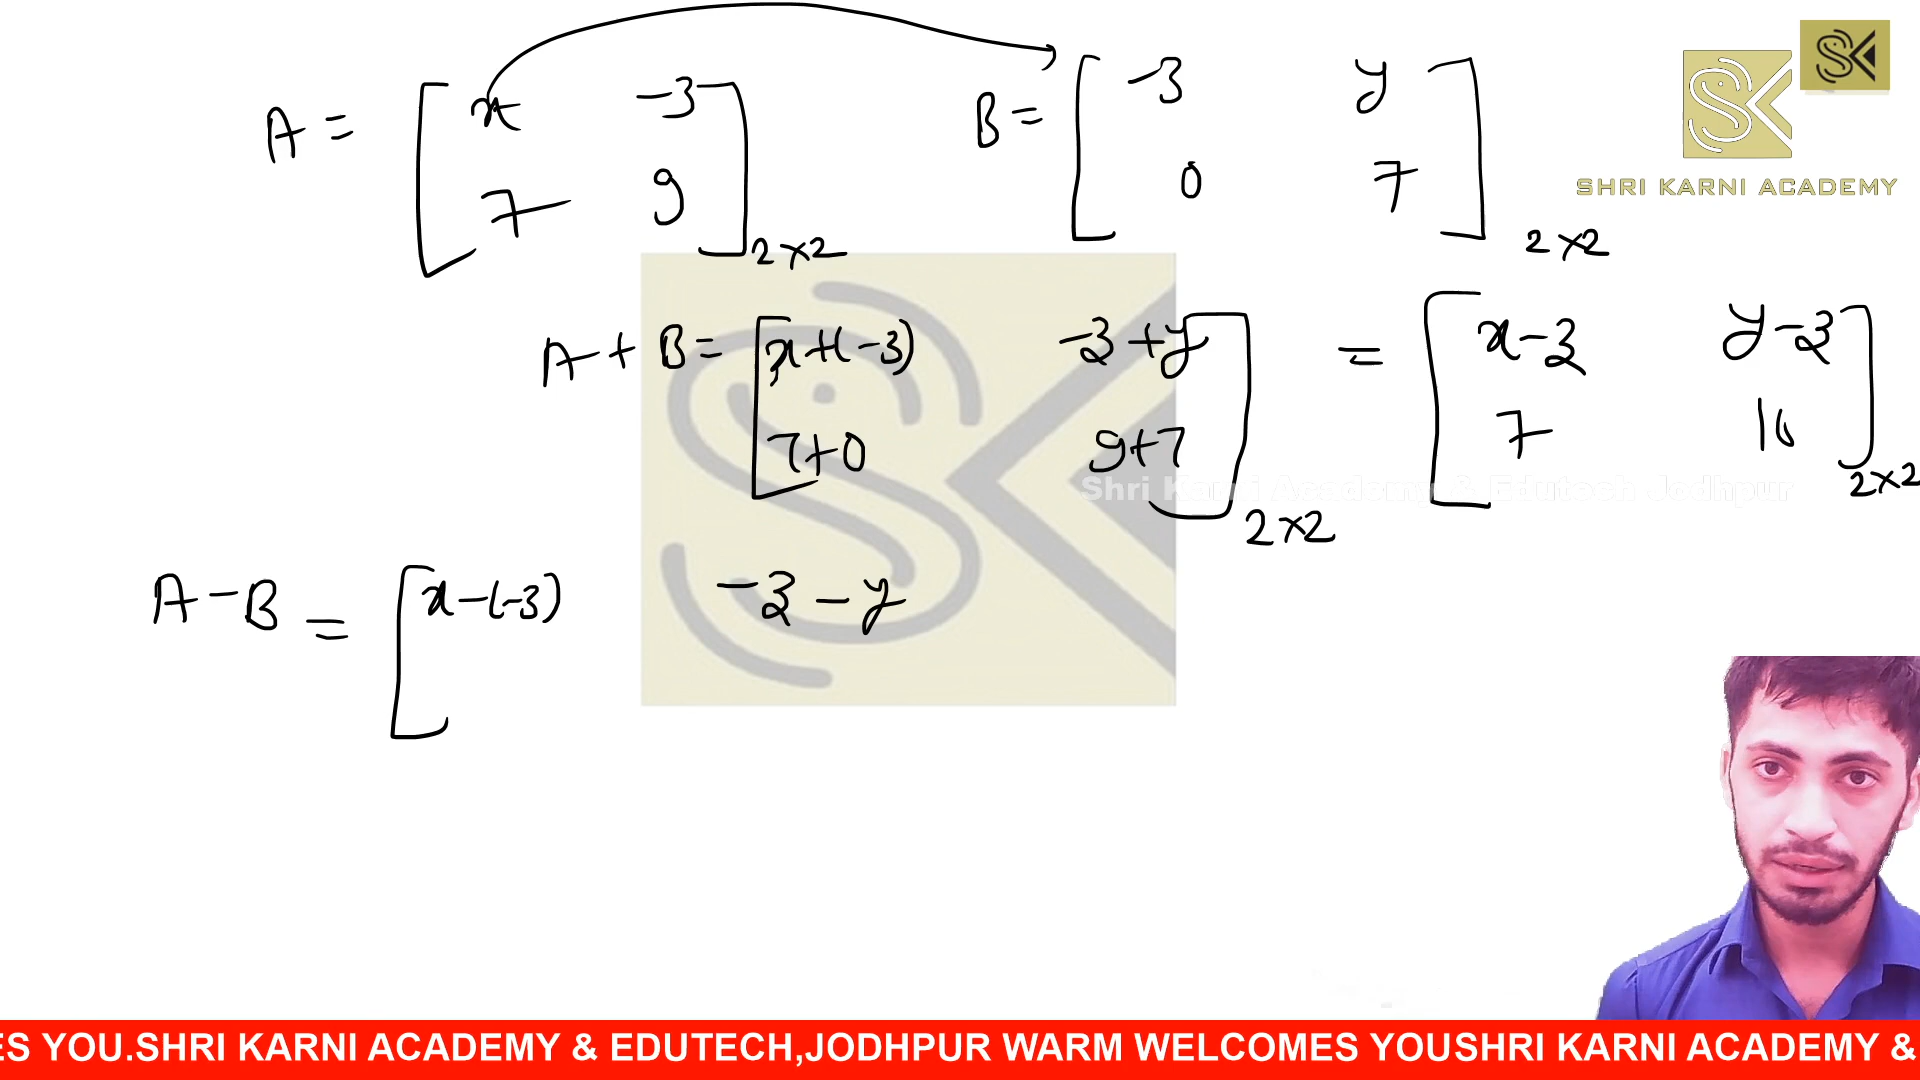 A = [ x -3
7 9 ] 2×2
B = [ -3 y
0 7 ] 2×2
SK
SK
SHRI KARNI ACADEMY
A + B = [ x+(-3) -3+y
7+0 9+7 ] 2×2
= [ x-3 y-3
7 16 ] 2×2
Shri Karni Academy & Edutech Jodhpur
A - B = [ x-(-3) -3-y
ES YOU.SHRI KARNI ACADEMY & EDUTECH,JODHPUR WARM WELCOMES YOUSHRI KARNI ACADEMY &